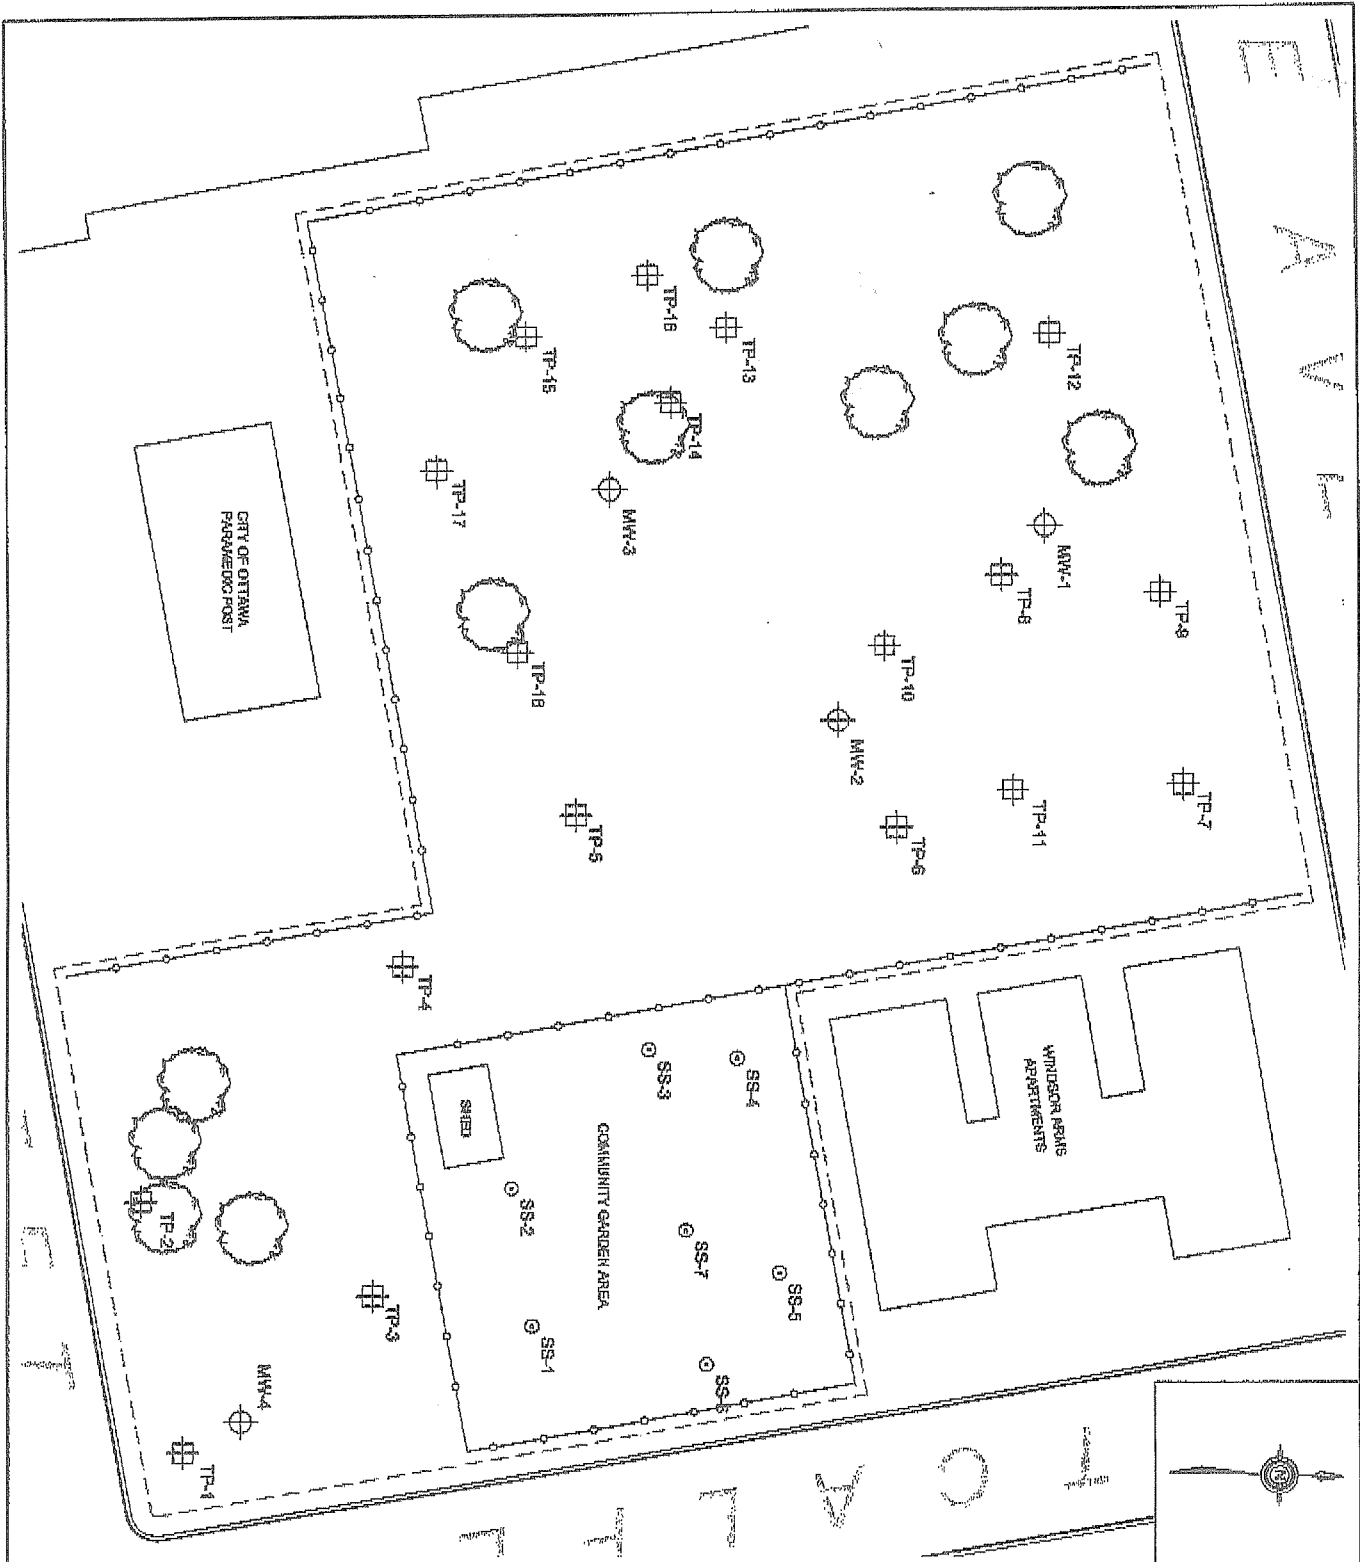 TP-12
MW-1
TP-9
TP-8
TP-7
TP-11
TP-10
MW-2
TP-6
TP-16
TP-13
TP-14
TP-15
MW-3
TP-17
TP-18
TP-5
CITY OF OTTAWA
PARAMEDIC POST
WINDSOR ARMS
APARTMENTS
TP-4
SS-4
SS-3
SHED
COMMUNITY GARDEN AREA
SS-2
SS-7
SS-5
SS-1
SS-6
TP-2
TP-3
MW-4
TP-1
N